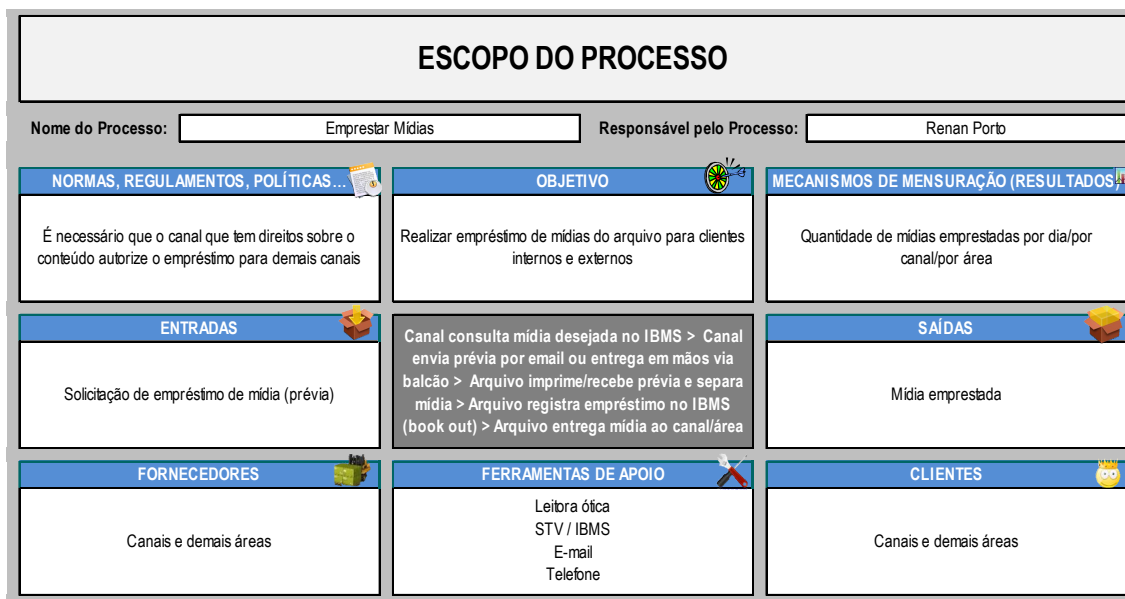 ESCOPO DO PROCESSO
Nome do Processo: Emprestar Mídias Responsável pelo Processo: Renan Porto
NORMAS, REGULAMENTOS, POLÍTICAS...
É necessário que o canal que tem direitos sobre o
conteúdo autorize o empréstimo para demais canais
OBJETIVO
Realizar empréstimo de mídias do arquivo para clientes
internos e externos
MECANISMOS DE MENSURAÇÃO (RESULTADOS)
Quantidade de mídias emprestadas por dia/por
canal/por área
ENTRADAS
Solicitação de empréstimo de mídia (prévia)
Canal consulta mídia desejada no IBMS > Canal
envia prévia por email ou entrega em mãos via
balcão > Arquivo imprime/recebe prévia e separa
mídia > Arquivo registra empréstimo no IBMS
(book out) > Arquivo entrega mídia ao canal/área
SAÍDAS
Mídia emprestada
FORNECEDORES
Canais e demais áreas
FERRAMENTAS DE APOIO
Leitora ótica
STV / IBMS
E-mail
Telefone
CLIENTES
Canais e demais áreas